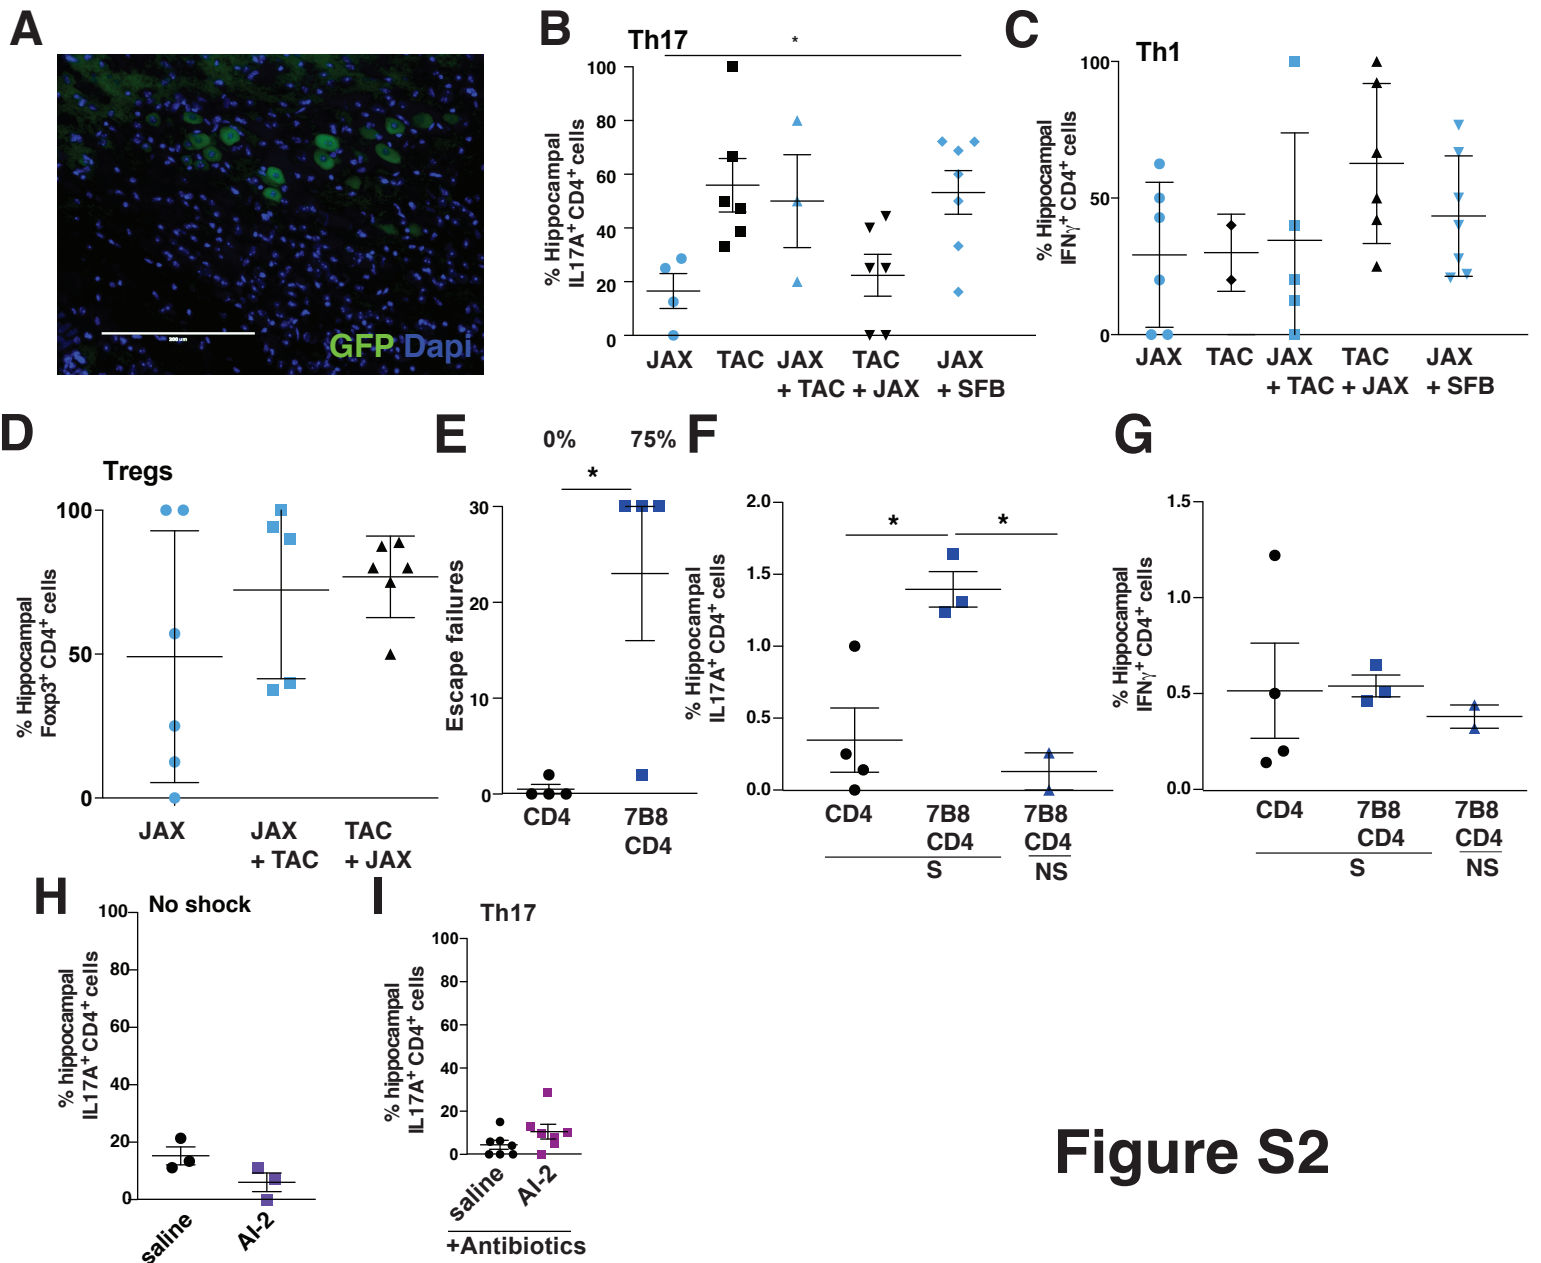 A
200 µm
GFP Dapi
B
Th17
*
% Hippocampal
IL17A+ CD4+ cells
100
80
60
40
20
0
JAX TAC JAX TAC JAX
+ TAC + JAX + SFB
C
Th1
% Hippocampal
IFNγ+ CD4+ cells
100
50
0
JAX TAC JAX TAC JAX
+ TAC + JAX + SFB
D
Tregs
% Hippocampal
Foxp3+ CD4+ cells
100
50
0
JAX JAX TAC
+ TAC + JAX
E
0% 75%
*
Escape failures
30
20
10
0
CD4 7B8
CD4
F
% Hippocampal
IL17A+ CD4+ cells
2.0
1.5
1.0
0.5
0.0
* *
CD4 7B8 7B8
CD4 CD4
S NS
G
% Hippocampal
IFNγ+ CD4+ cells
1.5
1.0
0.5
0.0
CD4 7B8 7B8
CD4 CD4
S NS
H
No shock
% hippocampal
IL17A+ CD4+ cells
100
80
60
40
20
0
saline AI-2
I
Th17
% hippocampal
IL17A+ CD4+ cells
100
80
60
40
20
0
saline AI-2
+Antibiotics
Figure S2